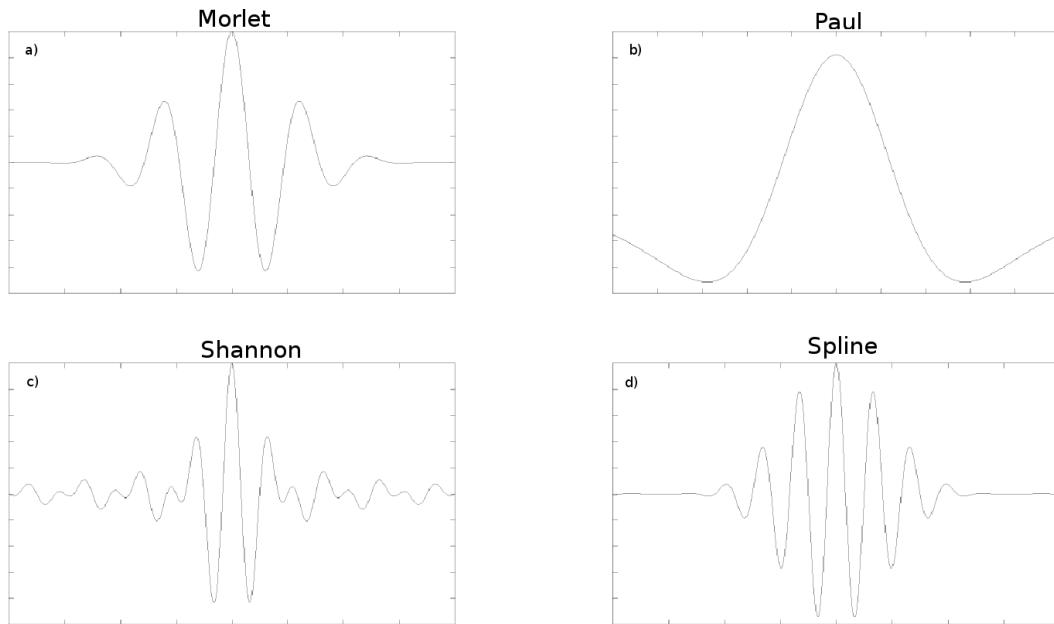 Morlet
a)
Paul
b)
Shannon
c)
Spline
d)